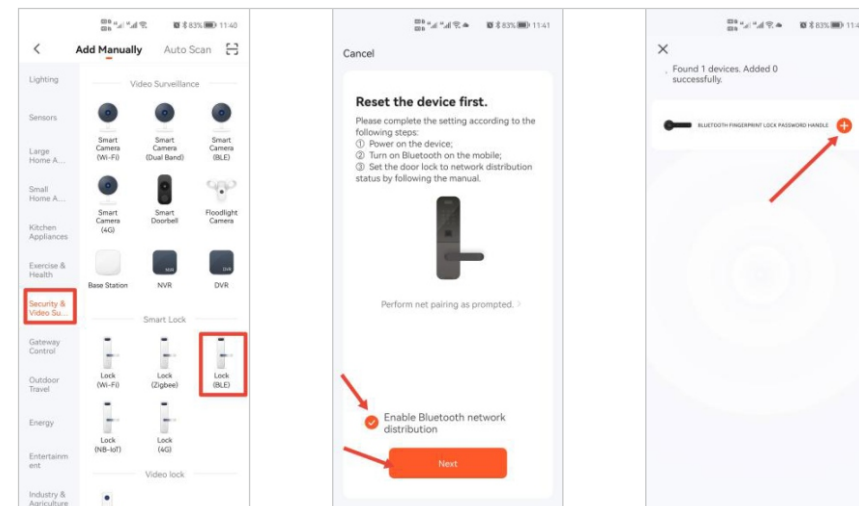 83% 11:40
Add Manually Auto Scan
Lighting
Sensors
Large
Home A...
Small
Home A...
Kitchen
Appliances
Exercise &
Health
Security &
Video Su...
Gateway
Control
Outdoor
Travel
Energy
Entertainm
ent
Industry &
Agriculture
Video Surveillance
Smart
Camera
(Wi-Fi)
Smart
Camera
(Dual Band)
Smart
Camera
(BLE)
Smart
Camera
(4G)
Smart
Doorbell
Floodlight
Camera
Base Station
NVR
DVR
Smart Lock
Lock
(Wi-Fi)
Lock
(Zigbee)
Lock
(BLE)
Lock
(NB-IoT)
Lock
(4G)
Video lock
83% 11:41
Cancel
Reset the device first.
Please complete the setting according to the
following steps:
① Power on the device;
② Turn on Bluetooth on the mobile;
③ Set the door lock to network distribution
status by following the manual.
Perform net pairing as prompted. >
Enable Bluetooth network
distribution
Next
83% 11:4
Found 1 devices. Added 0
successfully.
BLUETOOTH FINGERPRINT LOCK PASSWORD HANDLE